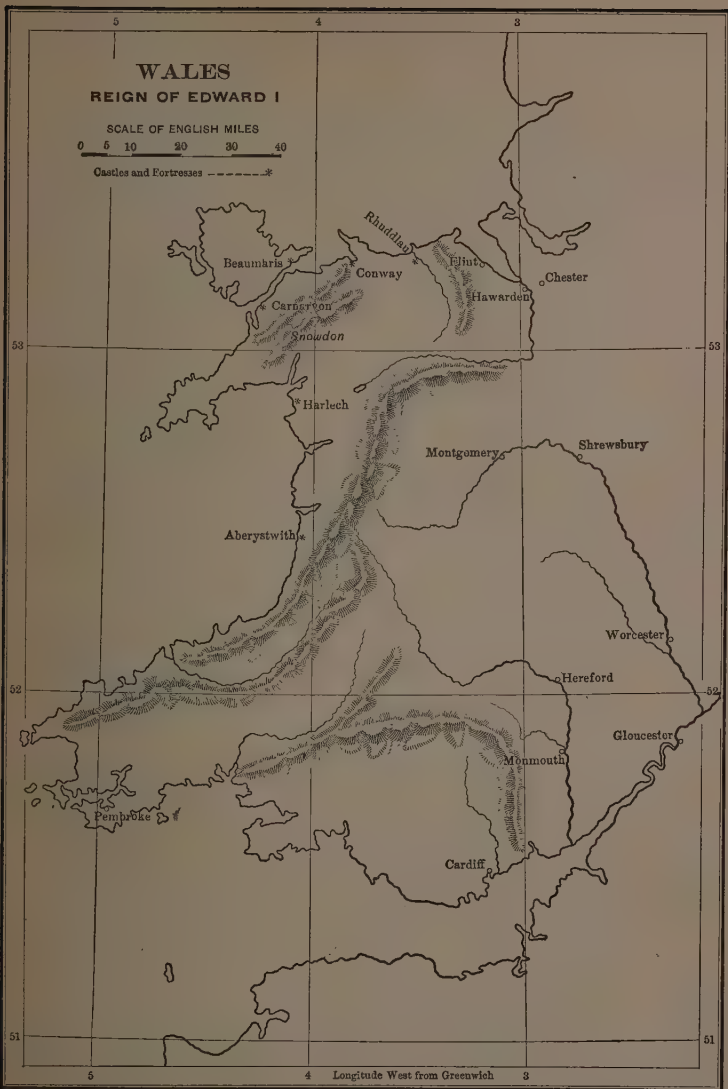 5 4 3
WALES
REIGN OF EDWARD I
SCALE OF ENGLISH MILES
0 5 10 20 30 40
Castles and Fortresses ------*
Rhuddlau
Beaumaris
Flint
Conway
Chester
Hawarden
Carnarvon
Snowdon
53 53
Harlech
Montgomery
Shrewsbury
Aberystwith
Worcester
52 52
Hereford
Gloucester
Monmouth
Pembroke
Cardiff
51 51
5 4 Longitude West from Greenwich 3